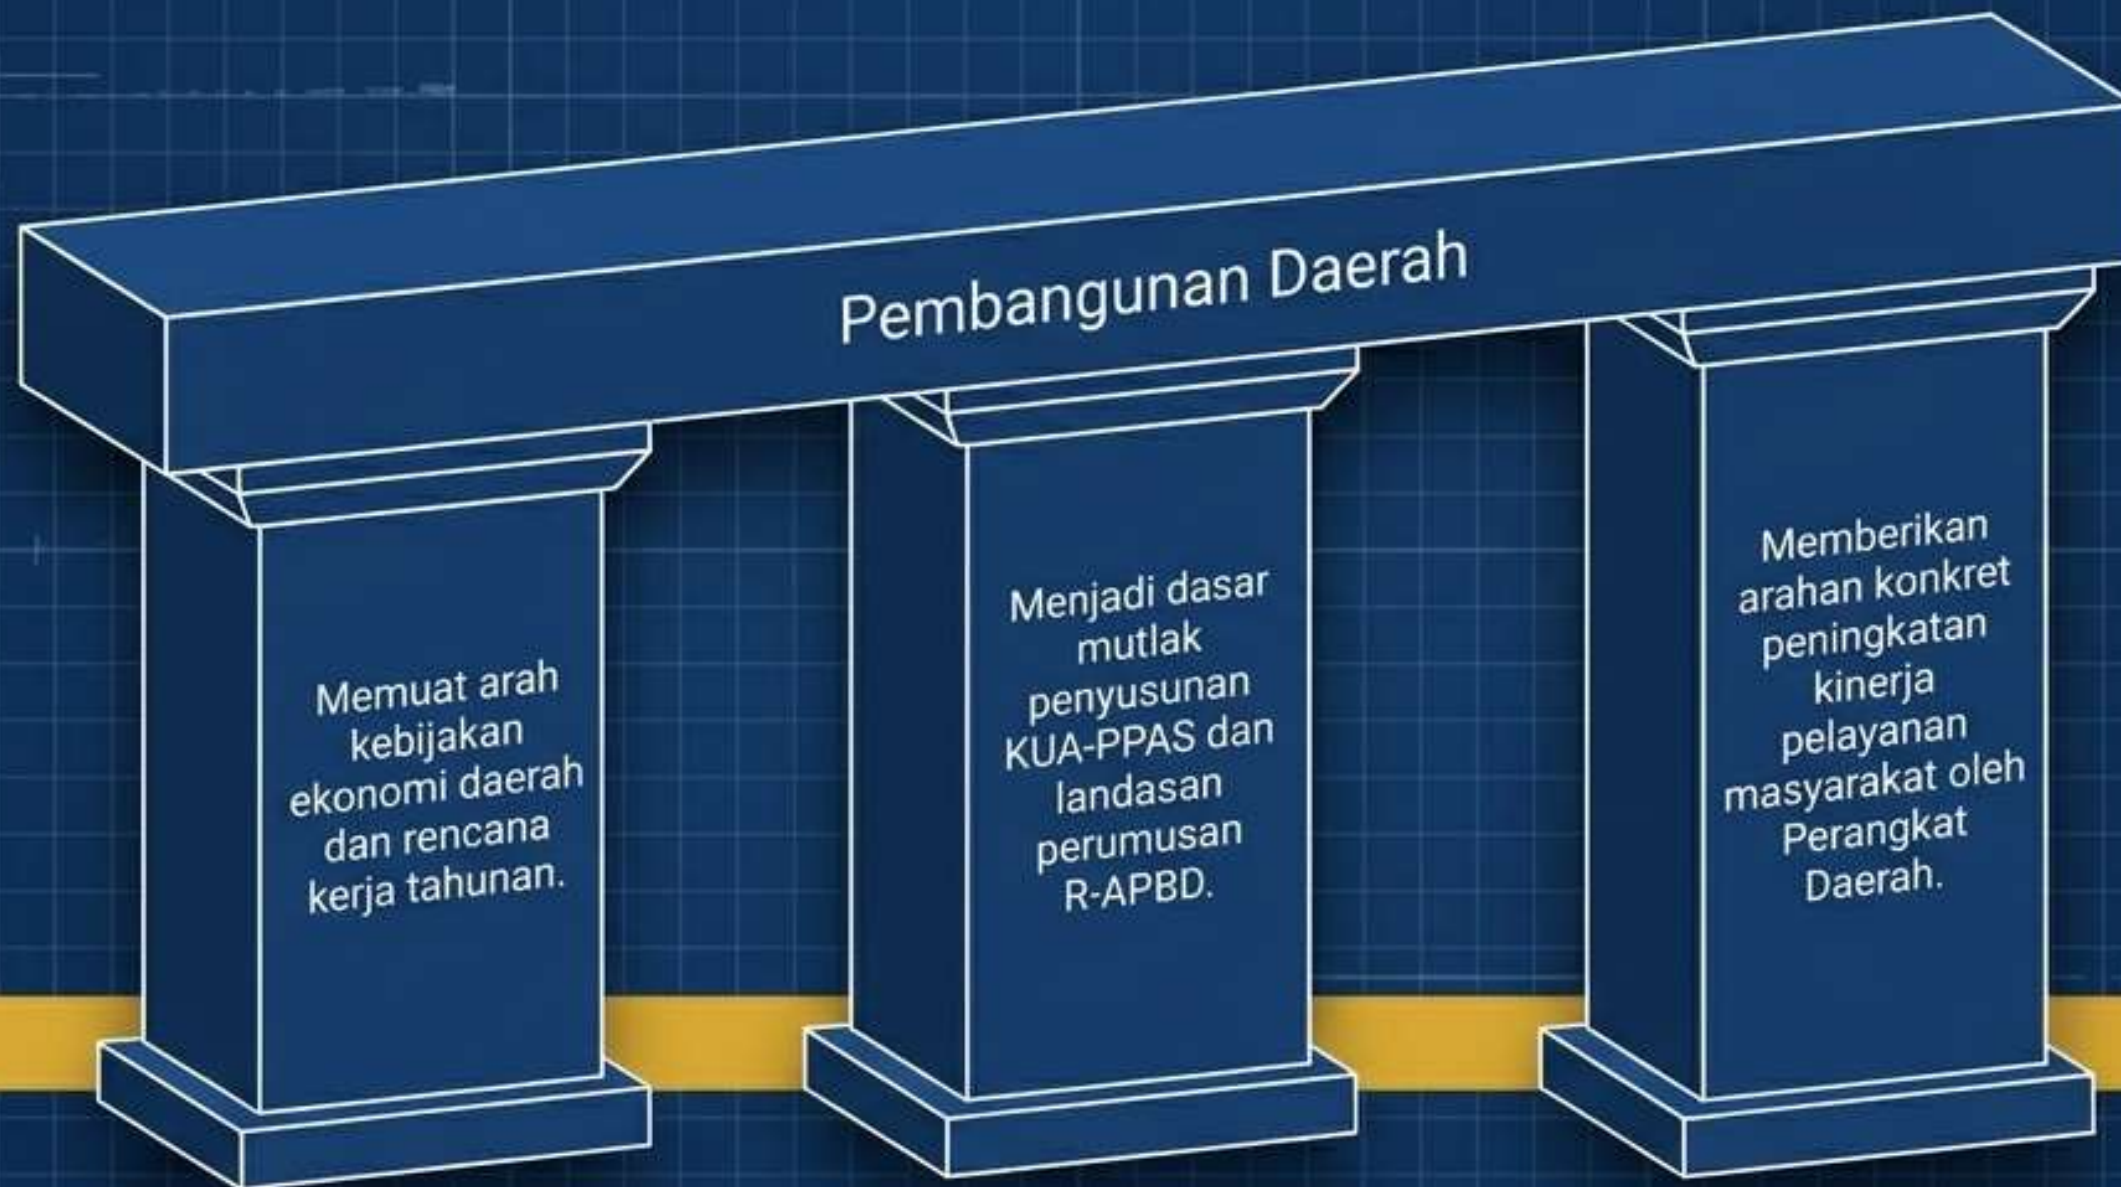 Pembangunan Daerah
Memuat arah
kebijakan
ekonomi daerah
dan rencana
kerja tahunan.
Menjadi dasar
mutlak
penyusunan
KUA-PPAS dan
landasan
perumusan
R-APBD.
Memberikan
arahan konkret
peningkatan
kinerja
pelayanan
masyarakat oleh
Perangkat
Daerah.